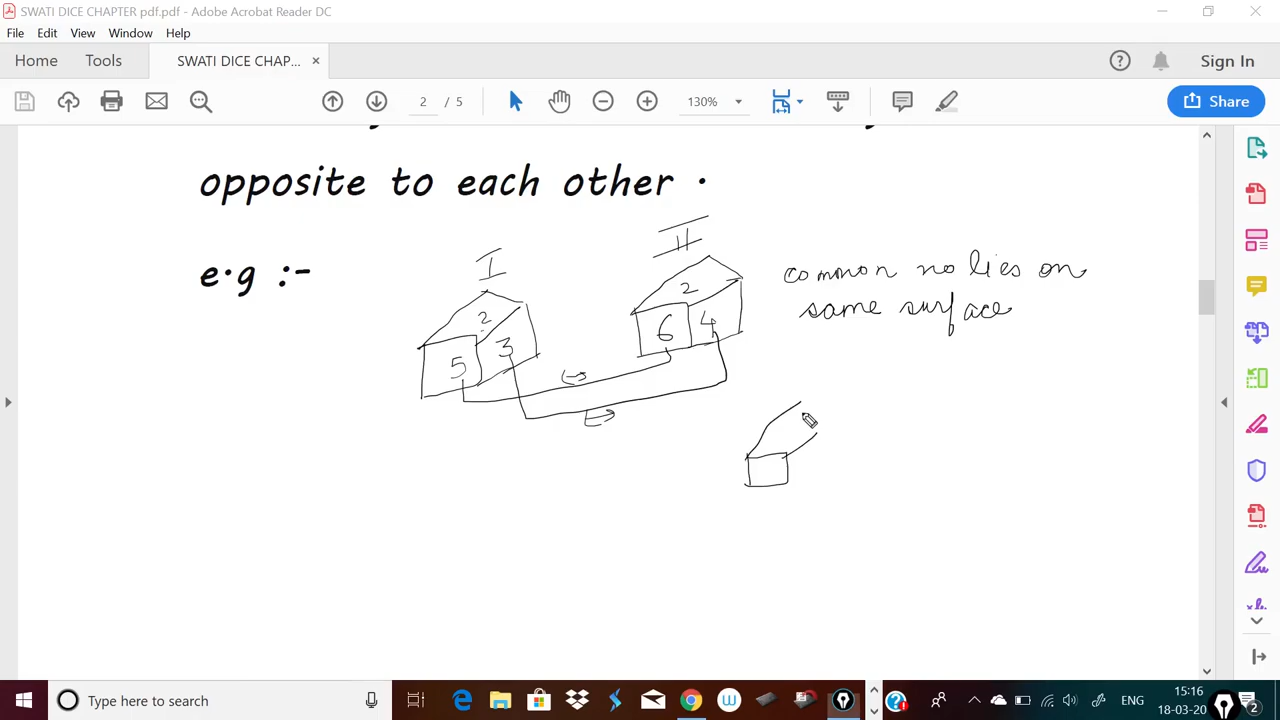 SWATI DICE CHAPTER pdf.pdf - Adobe Acrobat Reader DC
File Edit View Window Help
Home Tools SWATI DICE CHAP... × Sign In
2 / 5 130% Share
opposite to each other .
e.g :-
I
II
2
5 3
2
6 4
common no lies on
same surface
Type here to search
ENG 15:16 18-03-20 2